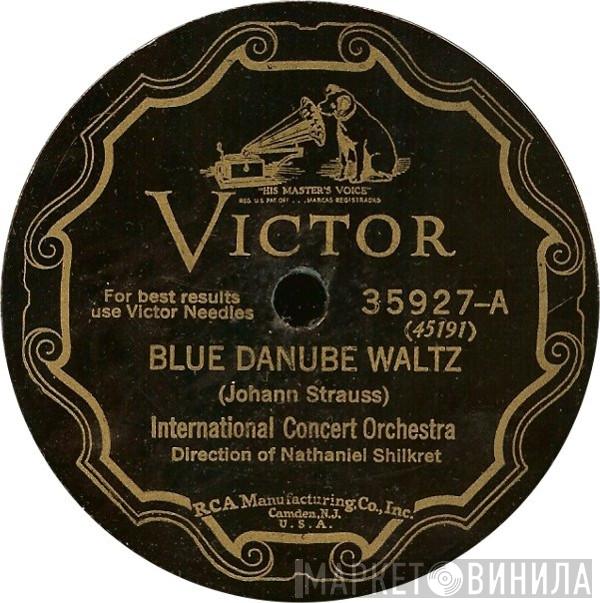 "HIS MASTER'S VOICE"
REG. U.S. PAT. OFF. . . . MARCAS REGISTRADAS
VICTOR
For best results
use Victor Needles
35927-A
(45191)
BLUE DANUBE WALTZ
(Johann Strauss)
International Concert Orchestra
Direction of Nathaniel Shilkret
RCA Manufacturing Co., Inc.
Camden, N.J.
U. S. A.
МАРКЕТ ВИНИЛА